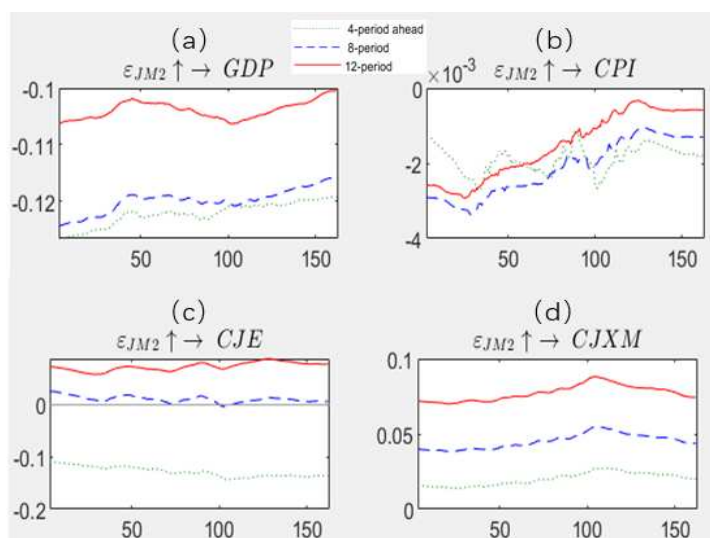 (a)
4-period ahead
8-period
12-period
(b)
ε_JM2 ↑ → GDP
ε_JM2 ↑ → CPI
×10⁻³
-0.1
-0.11
-0.12
50
100
150
0
-2
-4
50
100
150
(c)
(d)
ε_JM2 ↑ → CJE
ε_JM2 ↑ → CJXM
0
-0.1
-0.2
50
100
150
0.1
0.05
0
50
100
150